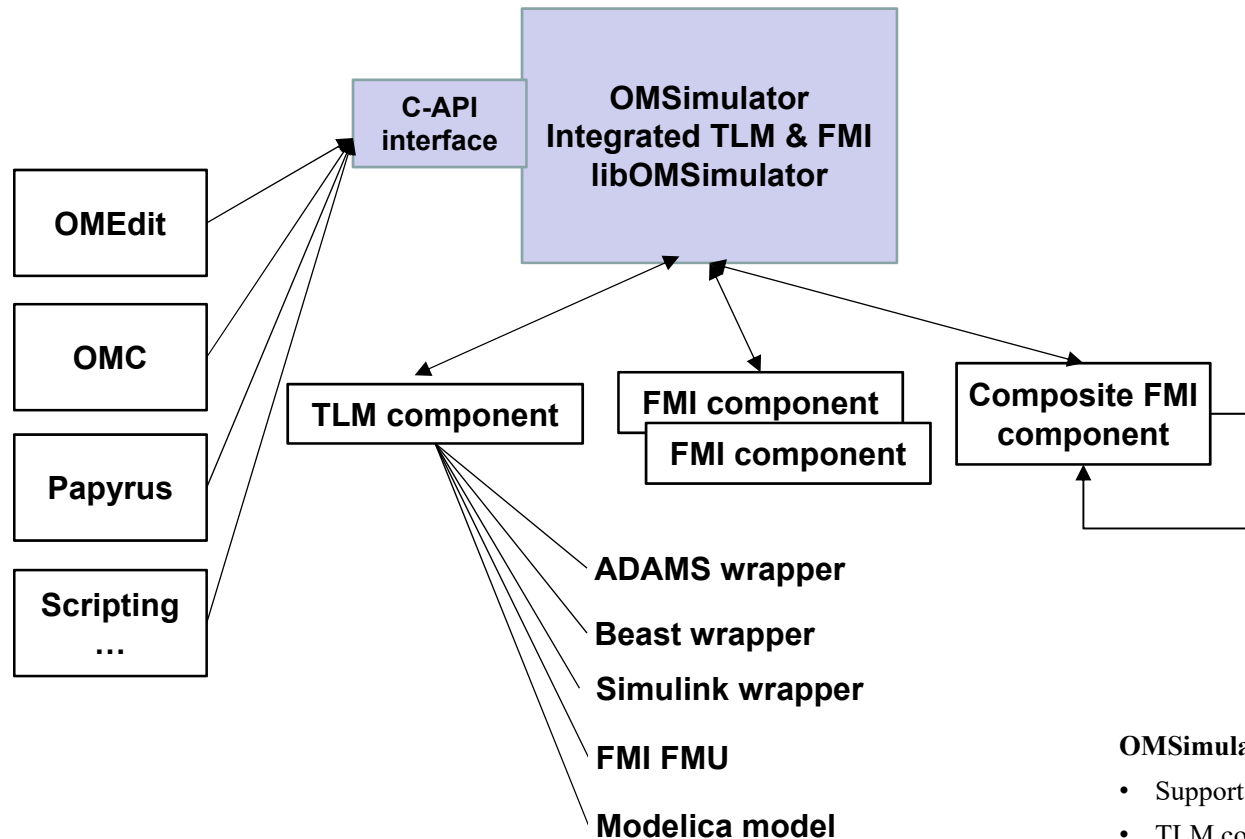 C-API
interface
OMSimulator
Integrated TLM & FMI
libOMSimulator
OMEdit
OMC
Papyrus
Scripting
…
TLM component
FMI component
FMI component
Composite FMI
component
ADAMS wrapper
Beast wrapper
Simulink wrapper
FMI FMU
Modelica model
• Support
• TLM